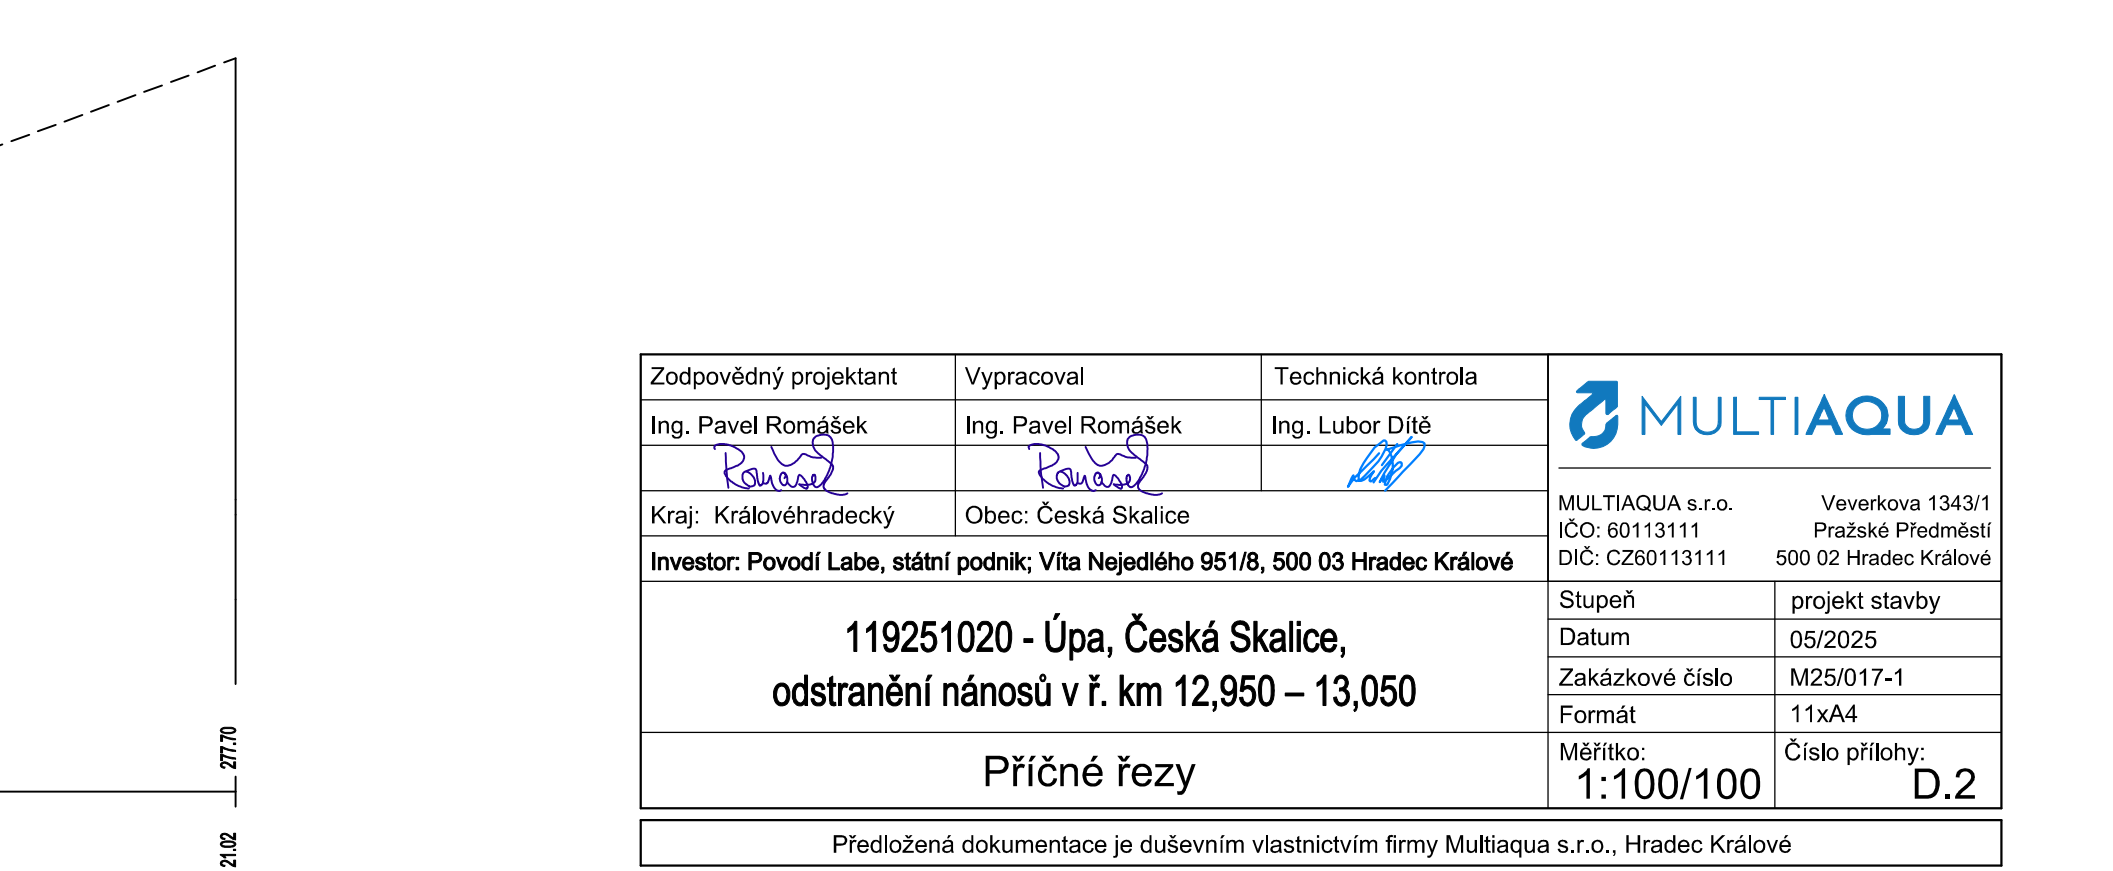 277.70
21.02
Zodpovědný projektant
Vypracoval
Technická kontrola
Ing. Pavel Romášek
Ing. Pavel Romášek
Ing. Lubor Dítě
Romášek
Romášek
Kraj: Královéhradecký
Obec: Česká Skalice
Investor: Povodí Labe, státní podnik; Víta Nejedlého 951/8, 500 03 Hradec Králové
119251020 - Úpa, Česká Skalice,
odstranění nánosů v ř. km 12,950 – 13,050
Příčné řezy
MULTIAQUA
MULTIAQUA s.r.o.
IČO: 60113111
DIČ: CZ60113111
Veverkova 1343/1
Pražské Předměstí
500 02 Hradec Králové
Stupeň projekt stavby
Datum 05/2025
Zakázkové číslo M25/017-1
Formát 11xA4
Měřítko:
1:100/100
Číslo přílohy:
D.2
Předložená dokumentace je duševním vlastnictvím firmy Multiaqua s.r.o., Hradec Králové